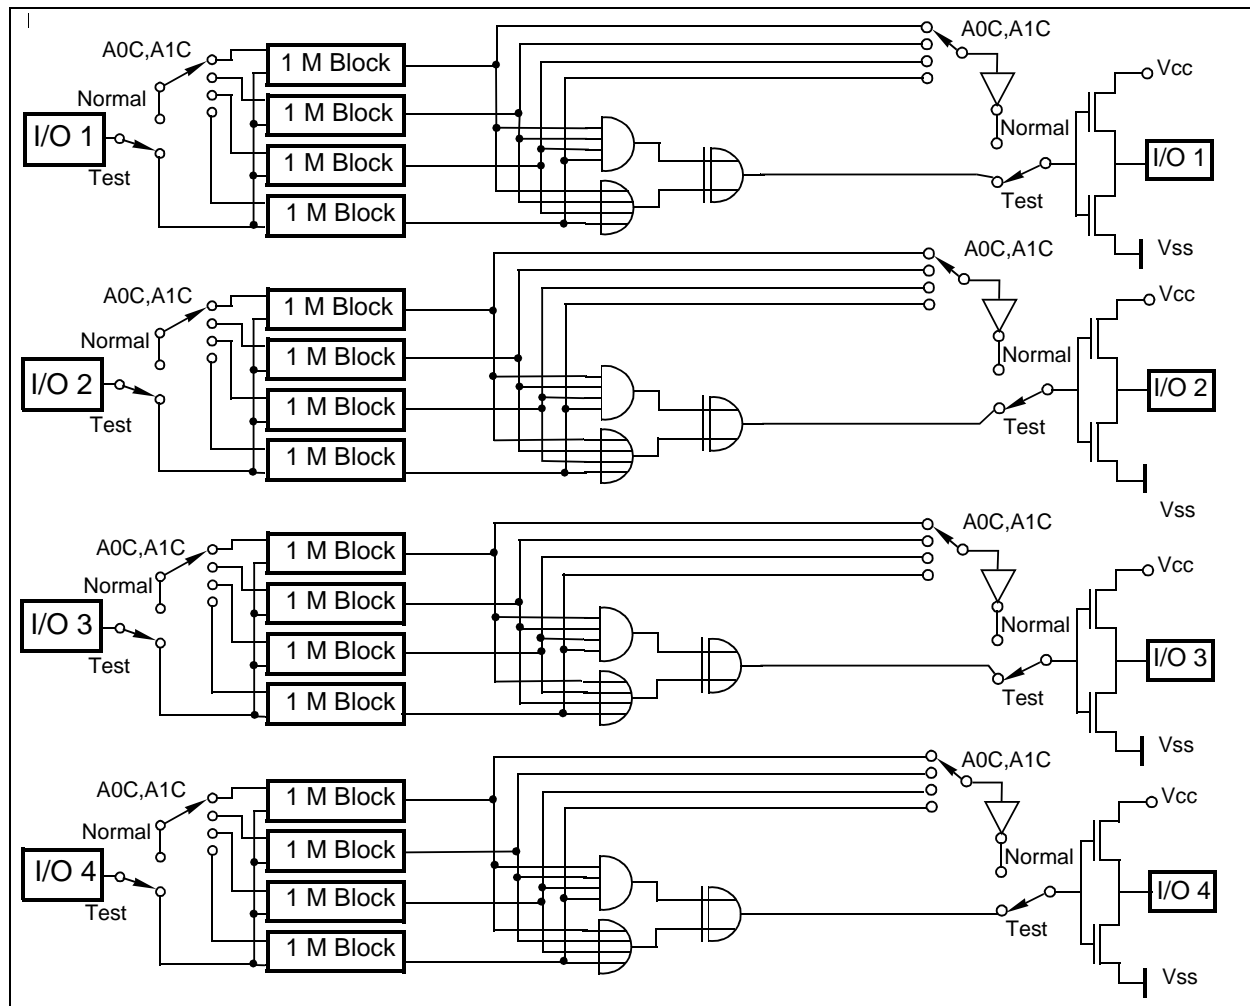 A0C,A1C
1 M Block
A0C,A1C
Vcc
Normal
1 M Block
Normal
I/O 1
1 M Block
I/O 1
Test
Test
1 M Block
Vss
A0C,A1C
A0C,A1C
1 M Block
Vcc
Normal
1 M Block
Normal
I/O 2
I/O 2
1 M Block
Test
Test
1 M Block
Vss
A0C,A1C
A0C,A1C
1 M Block
Vcc
Normal
1 M Block
Normal
I/O 3
1 M Block
I/O 3
Test
Test
1 M Block
Vss
A0C,A1C
A0C,A1C
1 M Block
Vcc
Normal
1 M Block
Normal
I/O 4
1 M Block
I/O 4
Test
Test
1 M Block
Vss